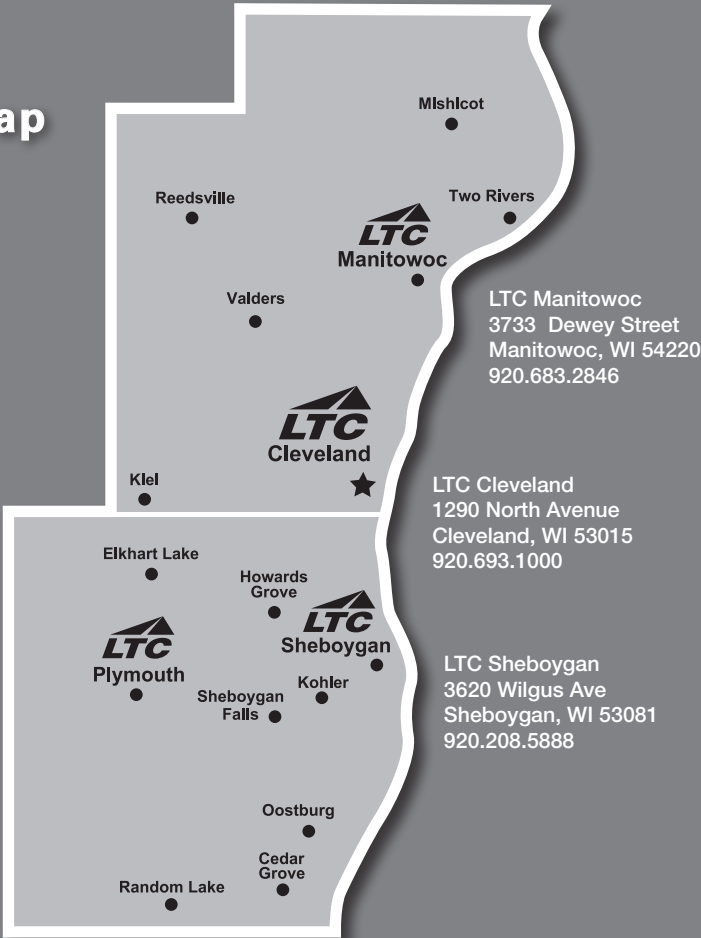 ap
Mishicot
Reedsville
Two Rivers
LTC
Manitowoc
Valders
LTC Manitowoc
3733 Dewey Street
Manitowoc, WI 54220
920.683.2846
LTC
Cleveland
Kiel
LTC Cleveland
1290 North Avenue
Cleveland, WI 53015
920.693.1000
Elkhart Lake
Howards
Grove
LTC
Sheboygan
LTC
Plymouth
Kohler
Sheboygan
Falls
LTC Sheboygan
3620 Wilgus Ave
Sheboygan, WI 53081
920.208.5888
Oostburg
Cedar
Grove
Random Lake